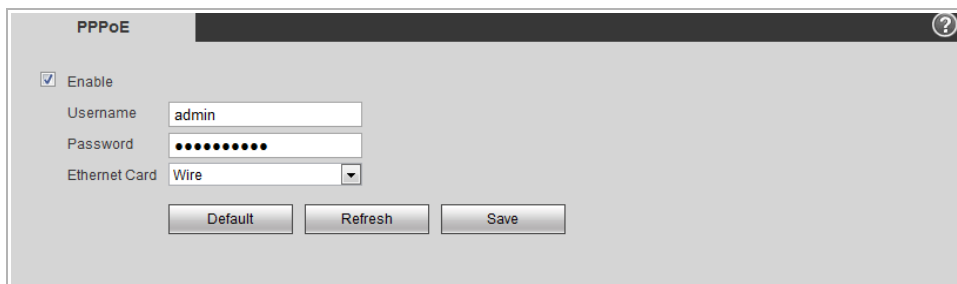 PPPoE
?
Enable
Username admin
Password ●●●●●●●●●●
Ethernet Card Wire
Default Refresh Save